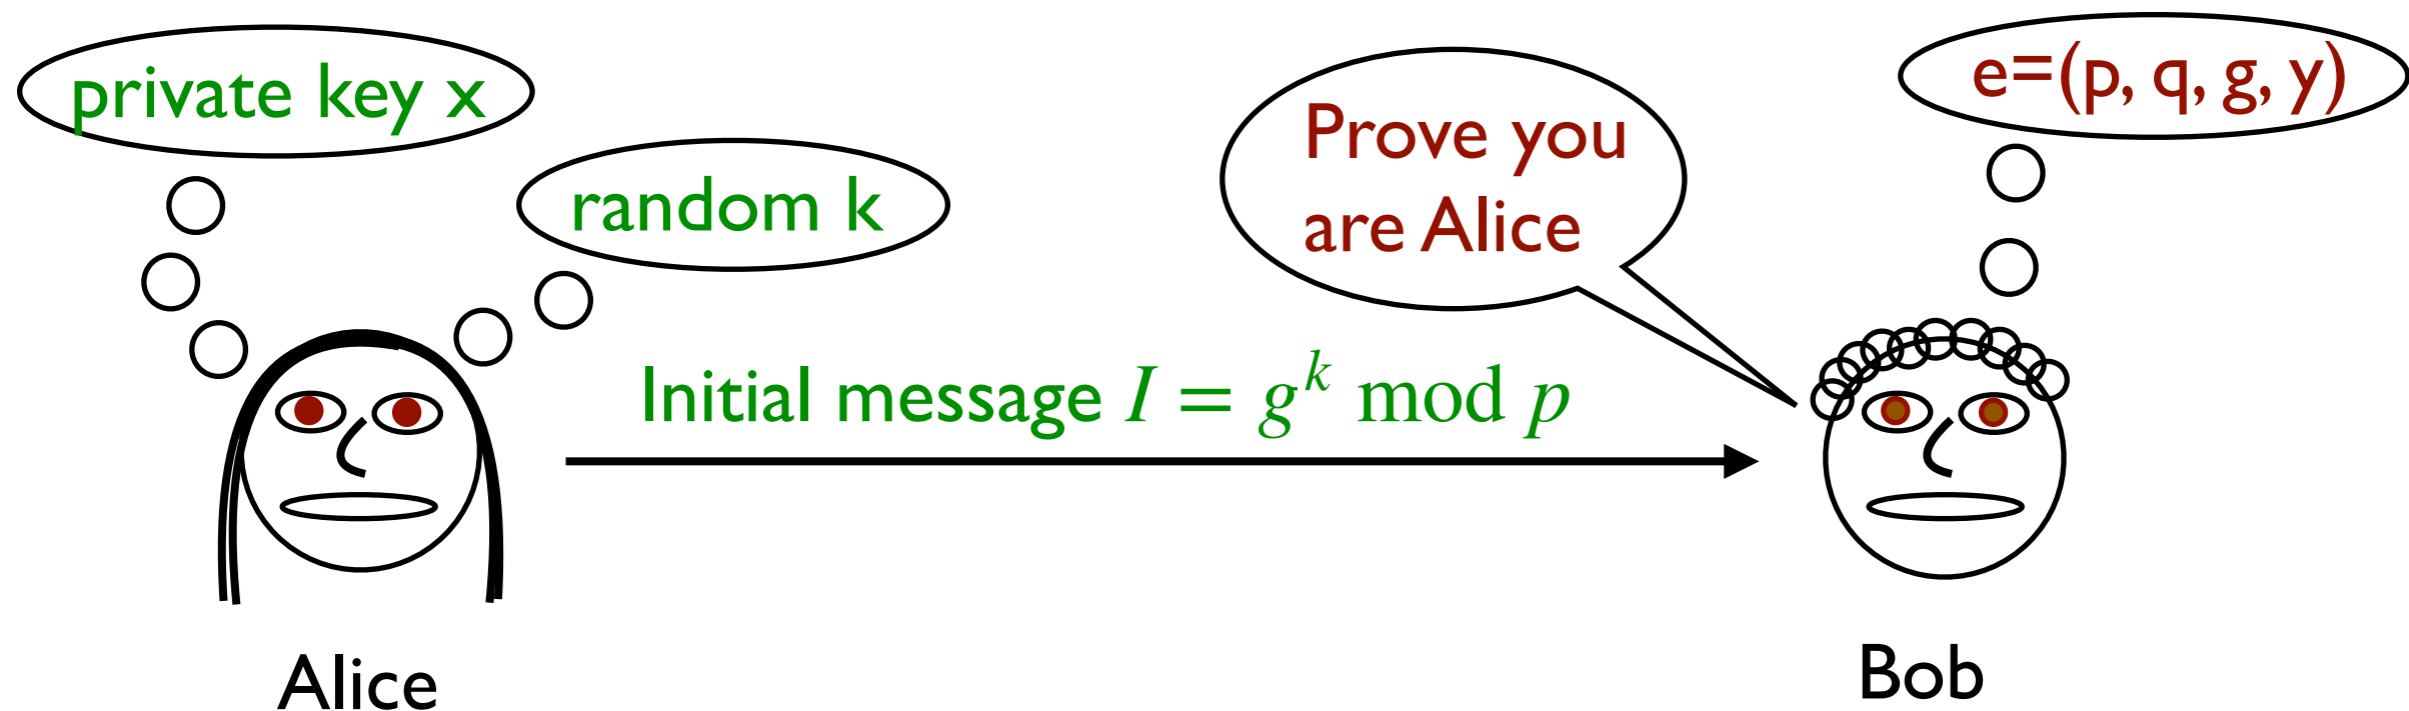 private key x
random k
Prove you
are Alice
e=(p, q, g, y)
Initial message I = g^k mod p
Alice
Bob